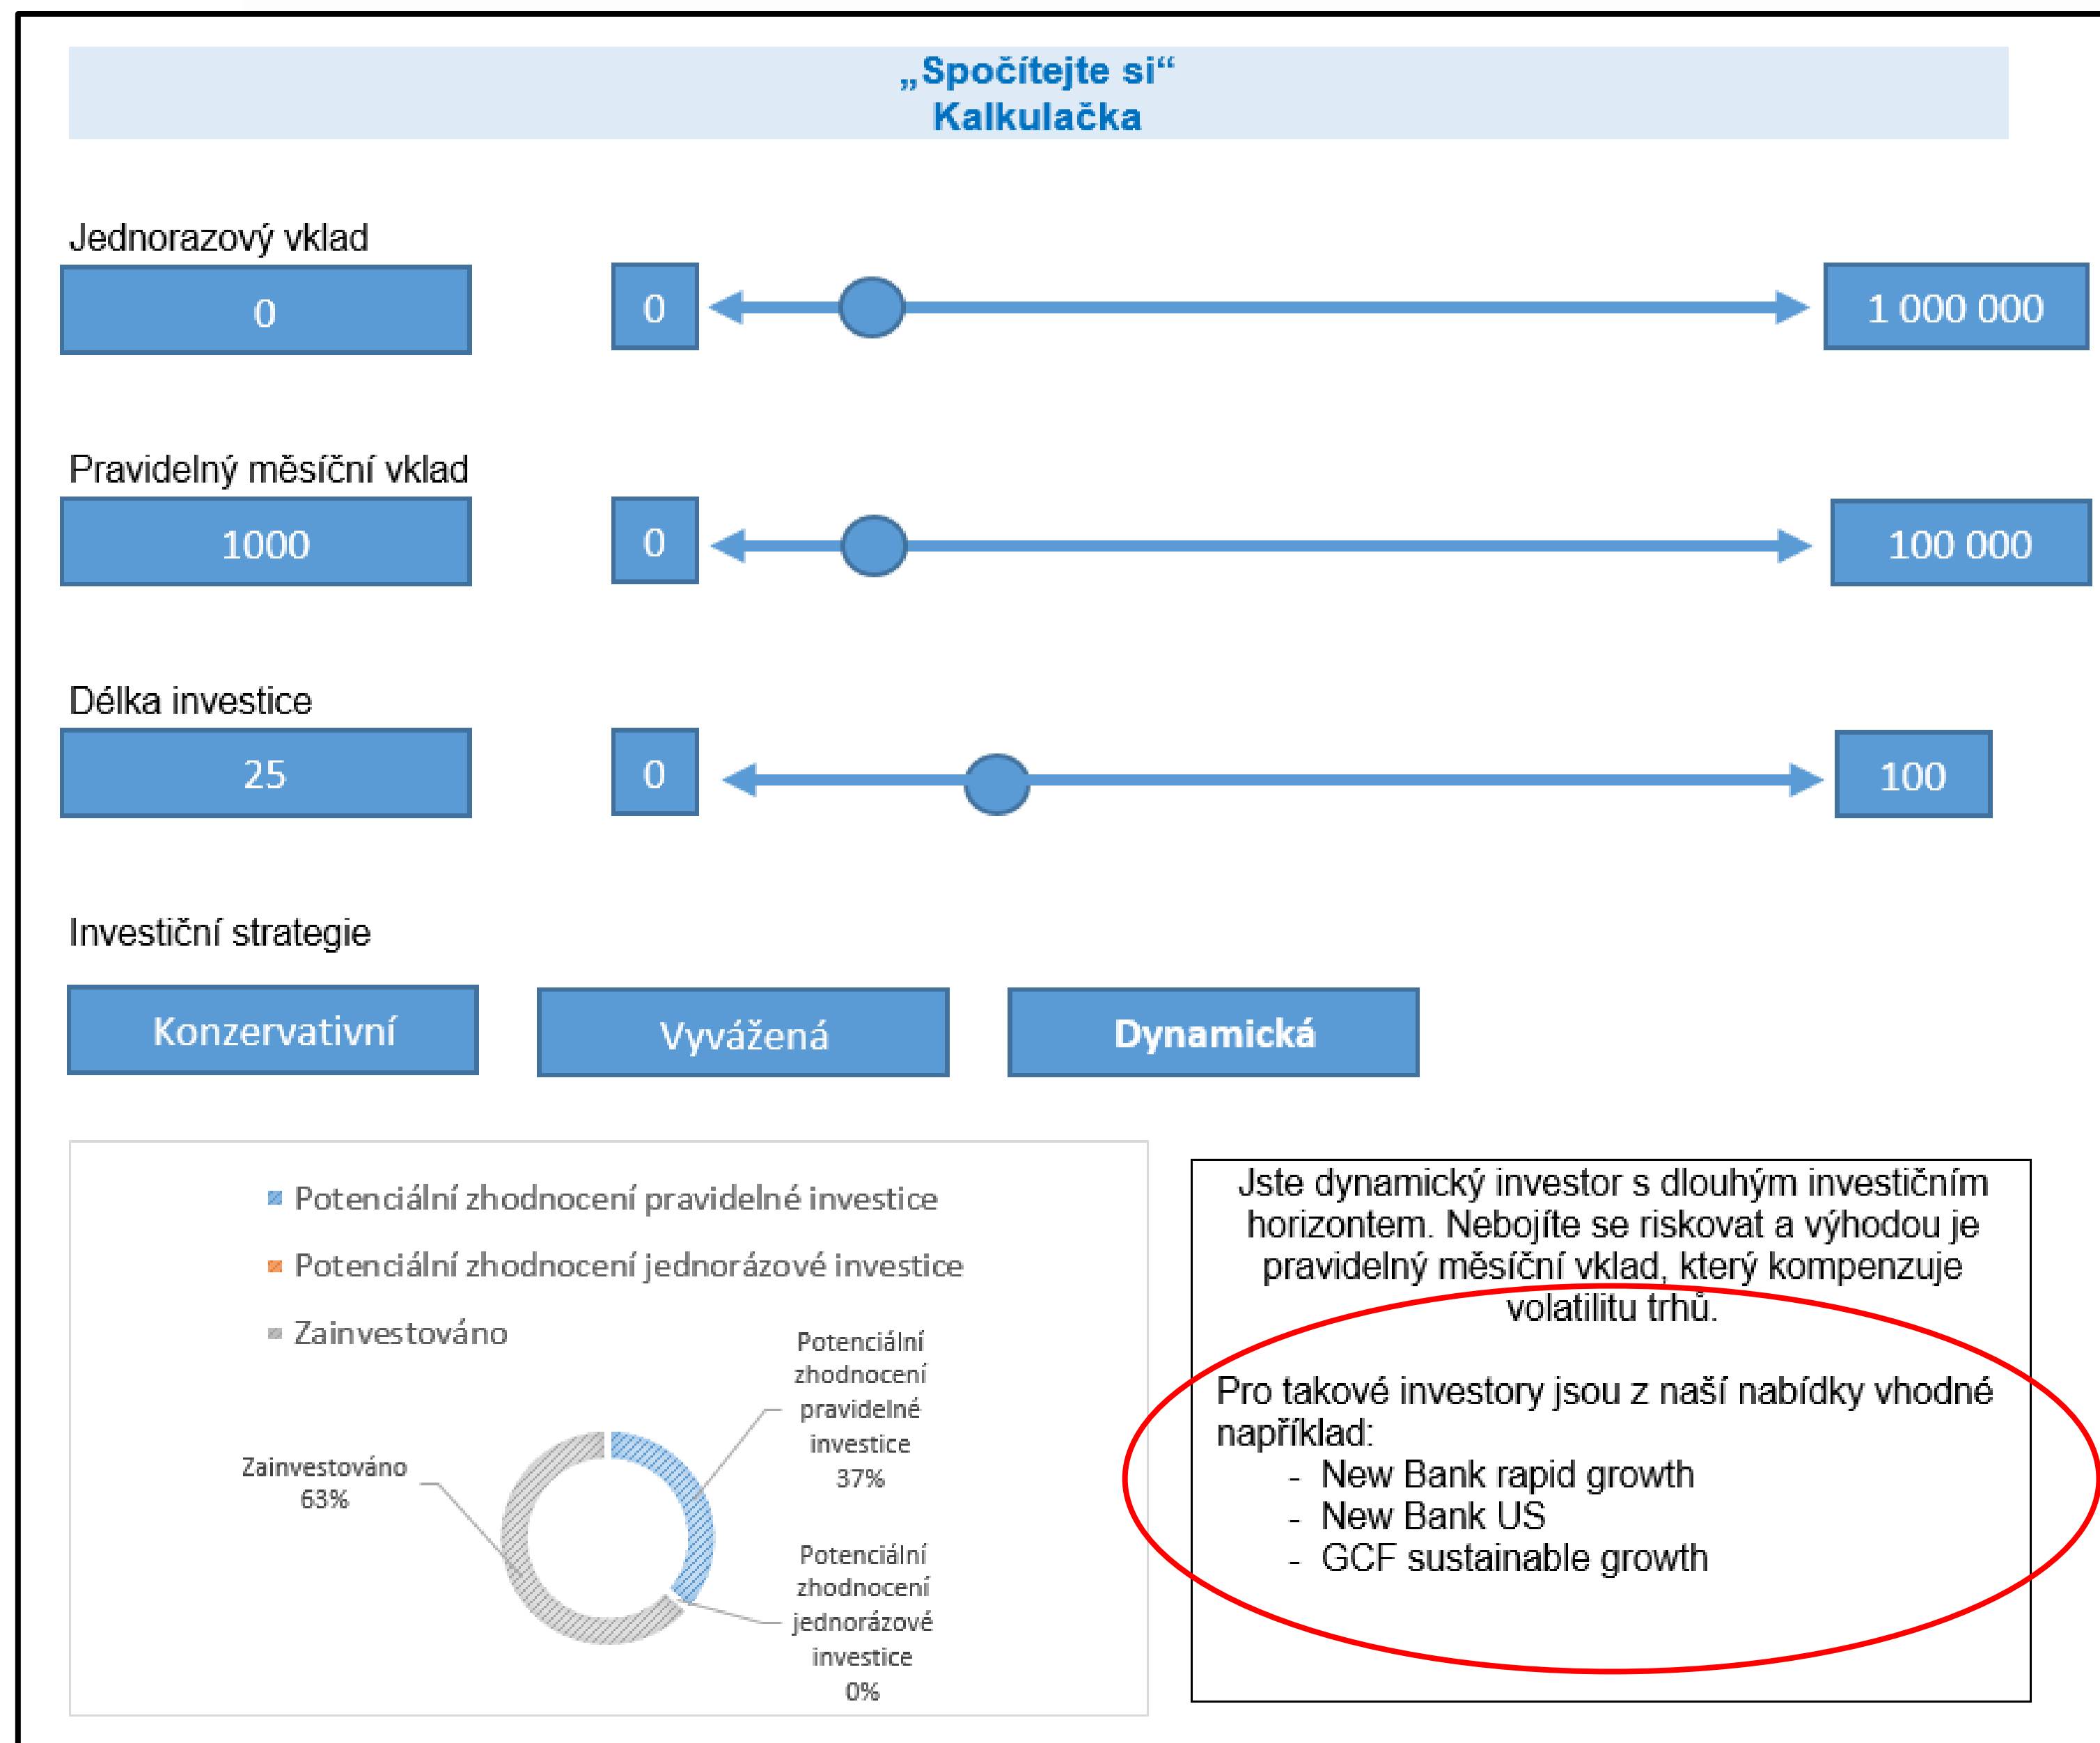 „Spočítejte si“
Kalkulačka
Jednorazový vklad
0
0
1 000 000
Pravidelný měsíční vklad
1000
0
100 000
Délka investice
25
0
100
Investiční strategie
Konzervativní
Vyvážená
Dynamická
Potenciální zhodnocení pravidelné investice
Potenciální zhodnocení jednorázové investice
Zainvestováno
Potenciální
zhodnocení
pravidelné
investice
37%
Zainvestováno
63%
Potenciální
zhodnocení
jednorázové
investice
0%
Jste dynamický investor s dlouhým investičním
horizontem. Nebojíte se riskovat a výhodou je
pravidelný měsíční vklad, který kompenzuje
volatilitu trhů.
Pro takové investory jsou z naší nabídky vhodné
například:
- New Bank rapid growth
- New Bank US
- GCF sustainable growth